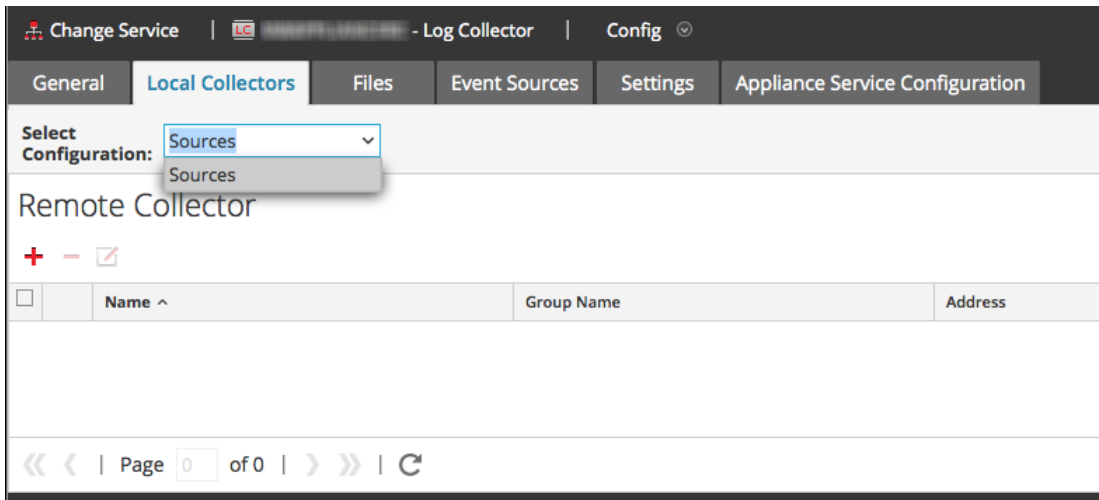 Change Service | LC - Log Collector | Config
General Local Collectors Files Event Sources Settings Appliance Service Configuration
Select
Configuration: Sources
Sources
Remote Collector
Name Group Name Address
Page 0 of 0